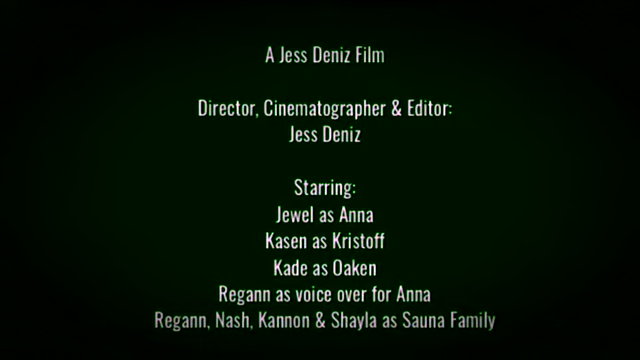 A Jess Deniz Film
Director, Cinematographer & Editor:
Jess Deniz
Starring:
Jewel as Anna
Kasen as Kristoff
Kade as Oaken
Regann as voice over for Anna
Regann, Nash, Kannon & Shayla as Sauna Family